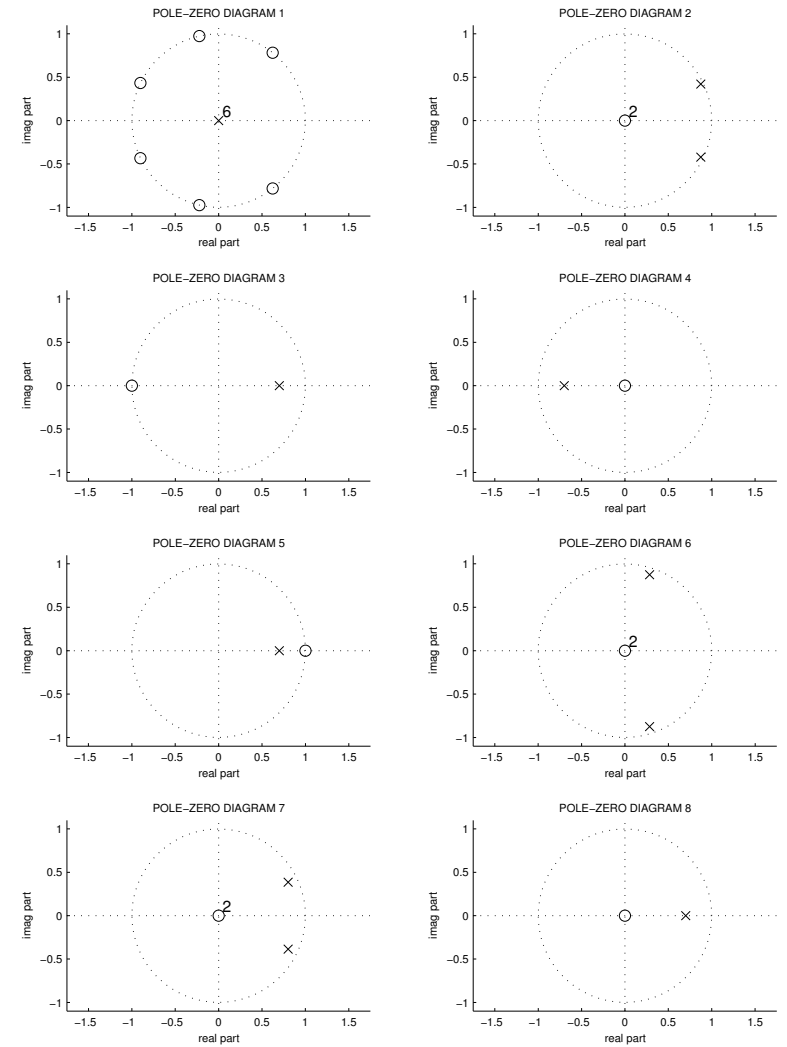 POLE−ZERO DIAGRAM 1
1
0.5
0
−0.5
−1
imag part
6
−1.5 −1 −0.5 0 0.5 1 1.5
real part
POLE−ZERO DIAGRAM 2
1
0.5
0
−0.5
−1
imag part
2
−1.5 −1 −0.5 0 0.5 1 1.5
real part
POLE−ZERO DIAGRAM 3
1
0.5
0
−0.5
−1
imag part
−1.5 −1 −0.5 0 0.5 1 1.5
real part
POLE−ZERO DIAGRAM 4
1
0.5
0
−0.5
−1
imag part
−1.5 −1 −0.5 0 0.5 1 1.5
real part
POLE−ZERO DIAGRAM 5
1
0.5
0
−0.5
−1
imag part
−1.5 −1 −0.5 0 0.5 1 1.5
real part
POLE−ZERO DIAGRAM 6
1
0.5
0
−0.5
−1
imag part
2
−1.5 −1 −0.5 0 0.5 1 1.5
real part
POLE−ZERO DIAGRAM 7
1
0.5
0
−0.5
−1
imag part
2
−1.5 −1 −0.5 0 0.5 1 1.5
real part
POLE−ZERO DIAGRAM 8
1
0.5
0
−0.5
−1
imag part
−1.5 −1 −0.5 0 0.5 1 1.5
real part